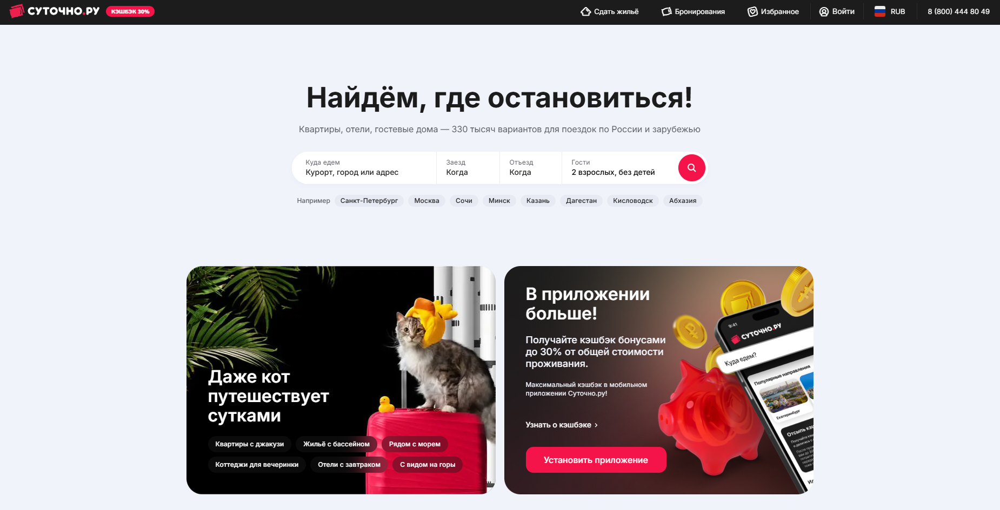 СУТОЧНО.РУ КЭШБЭК 30% Сдать жильё Бронирования Избранное Войти RUB 8 (800) 444 80 49
Найдём, где остановиться!
Квартиры, отели, гостевые дома — 330 тысяч вариантов для поездок по России и зарубежью
Куда едем Заезд Отъезд Гости
Курорт, город или адрес Когда Когда 2 взрослых, без детей
Например Санкт-Петербург Москва Сочи Минск Казань Дагестан Кисловодск Абхазия
Даже кот
путешествует
сутками
Квартиры с джакузи Жильё с бассейном Рядом с морем
Коттеджи для вечеринки Отели с завтраком С видом на горы
В приложении
больше!
Получайте кэшбэк бонусами
до 30% от общей стоимости
проживания.
Максимальный кэшбэк в мобильном
приложении Суточно.ру!
Узнать о кэшбэке
Установить приложение
9:41
СУТОЧНО.РУ
Куда едем?
Популярные направления
Екатеринбург